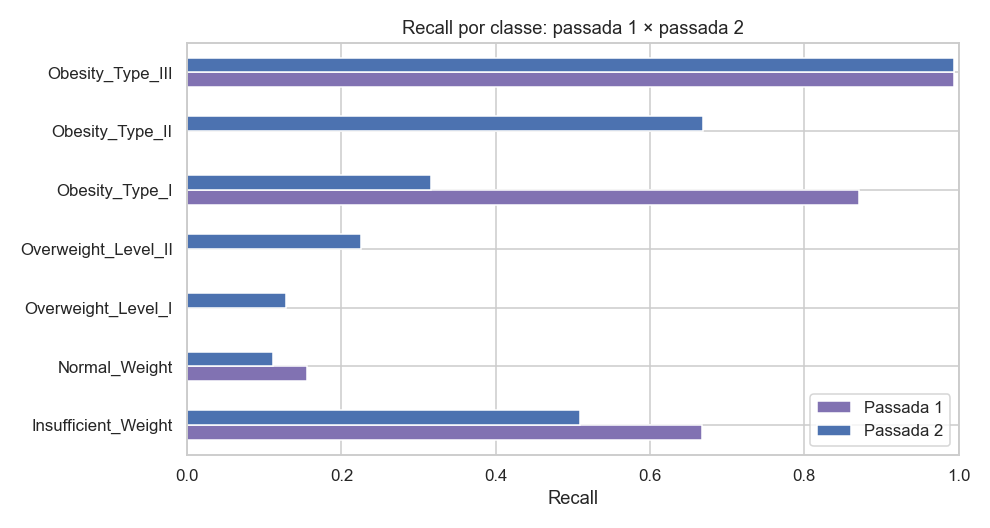 Recall por classe: passada 1 × passada 2
Obesity_Type_III
Obesity_Type_II
Obesity_Type_I
Overweight_Level_II
Overweight_Level_I
Normal_Weight
Insufficient_Weight
Passada 1
Passada 2
0.0 0.2 0.4 0.6 0.8 1.0
Recall